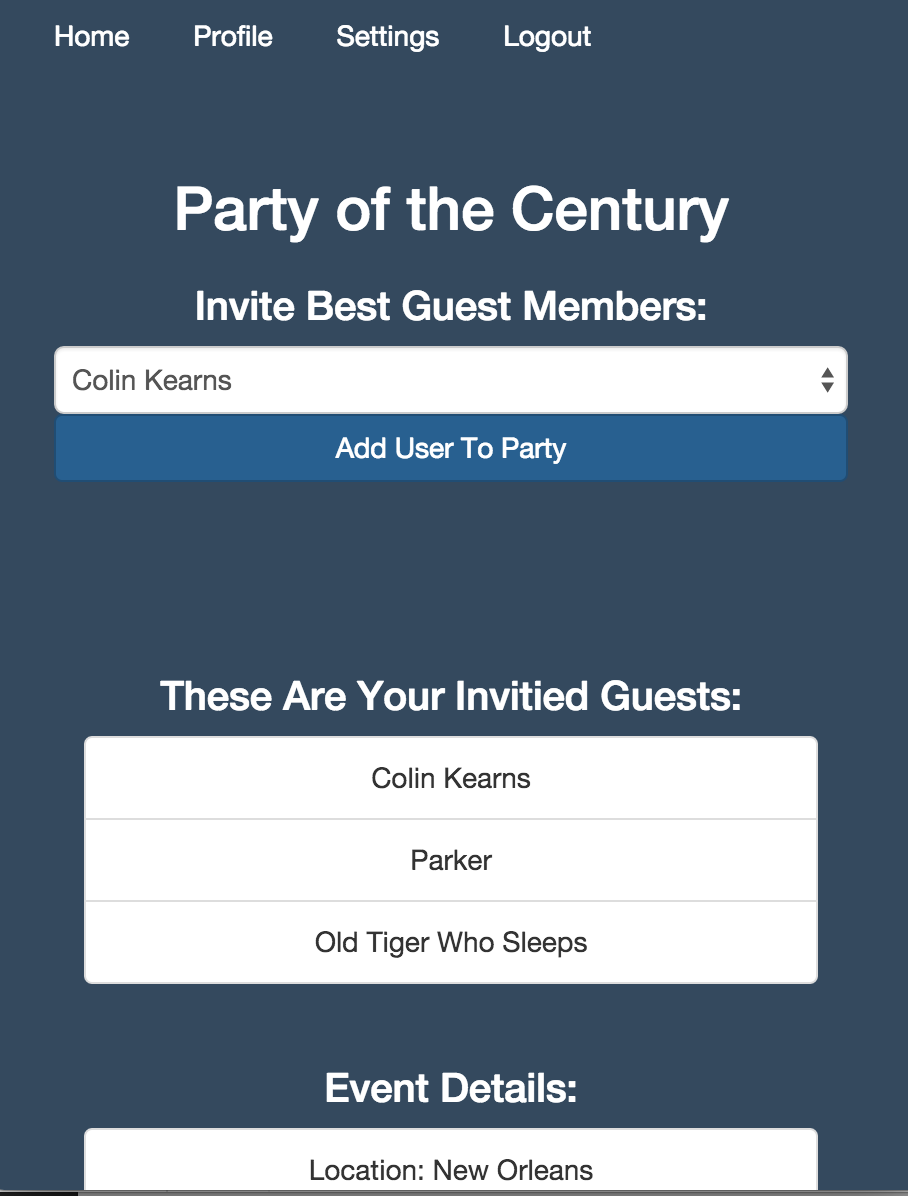 Home Profile Settings Logout
Party of the Century
Invite Best Guest Members:
Colin Kearns
Add User To Party
These Are Your Invitied Guests:
Colin Kearns
Parker
Old Tiger Who Sleeps
Event Details:
Location: New Orleans